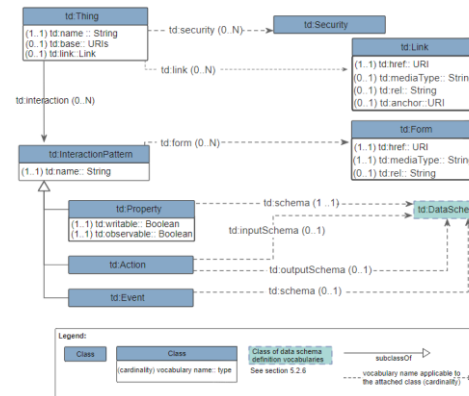 td:Thing
(1..1) td:name :: String
(0..1) td:base:: URIs
(0..1) td:link::Link
td:security (0..N)
td:Security
td:link (0..N)
td:Link
(1..1) td:href:: URI
(0..1) td:mediaType:: String
(0..1) td:rel:: String
(0..1) td:anchor::URI
td:interaction (0..N)
td:form (0..N)
td:Form
(1..1) td:href:: URI
(1..1) td:mediaType:: String
(0..1) td:rel:: String
td:InteractionPattern
(1..1) td:name:: String
td:Property
(1..1) td:writable:: Boolean
(1..1) td:observable:: Boolean
td:schema (1 ..1)
td:DataSche
td:inputSchema (0..1)
td:Action
td:outputSchema (0..1)
td:Event
td:schema (0..1)
Legend:
Class
Class
(cardinality) vocabulary name:: type
Class of data schema
definition vocabularies
See section 5.2.6
subclassOf
vocabulary name applicable to
the attached class (cardinality)